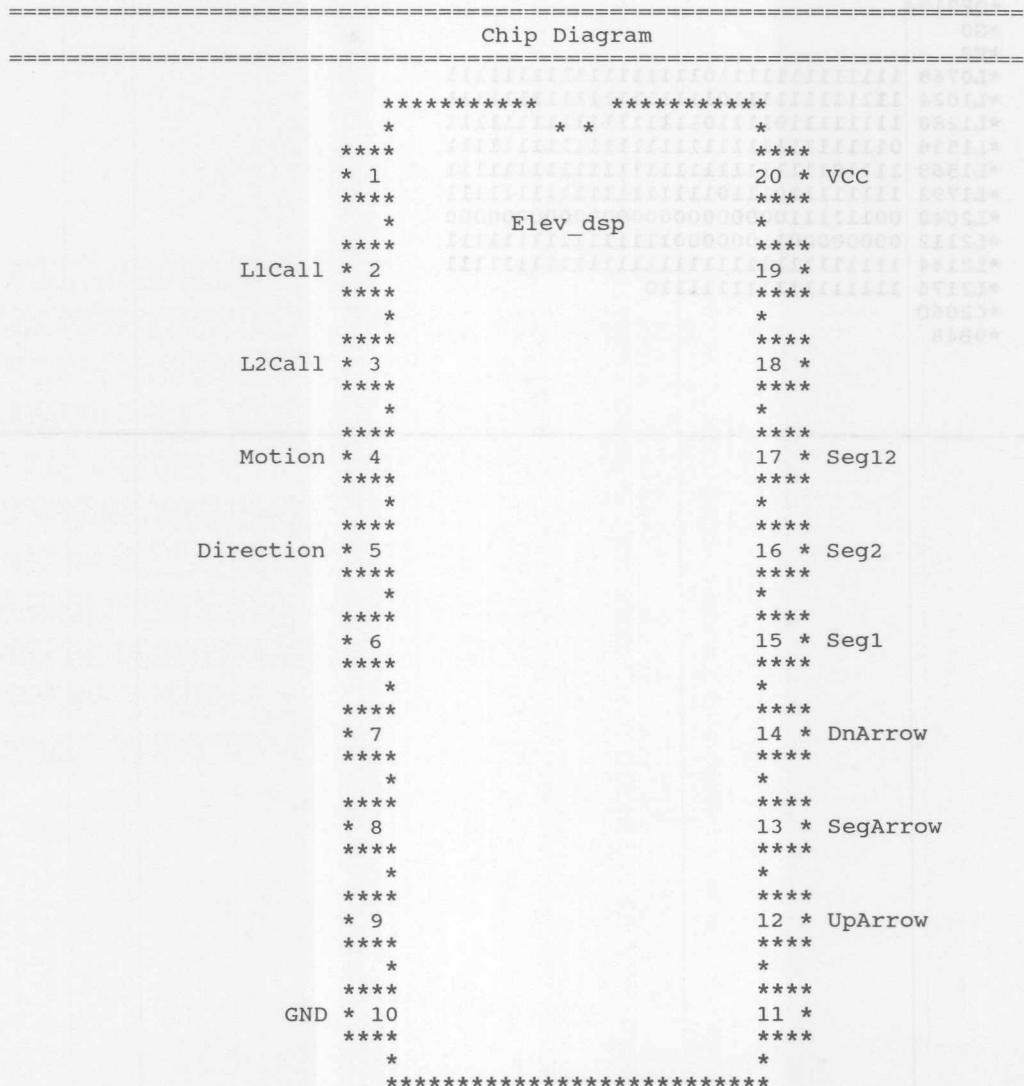 ================================================================
Chip Diagram
================================================================
*********** ***********
* * * *
**** ****
* 1 20 * VCC
**** ****
* Elev_dsp *
**** ****
L1Call * 2 19 *
**** ****
* *
**** ****
L2Call * 3 18 *
**** ****
* *
**** ****
Motion * 4 17 * Seg12
**** ****
* *
**** ****
Direction * 5 16 * Seg2
**** ****
* *
**** ****
* 6 15 * Seg1
**** ****
* *
**** ****
* 7 14 * DnArrow
**** ****
* *
**** ****
* 8 13 * SegArrow
**** ****
* *
**** ****
* 9 12 * UpArrow
**** ****
* *
**** ****
GND * 10 11 *
**** ****
* *
***************************